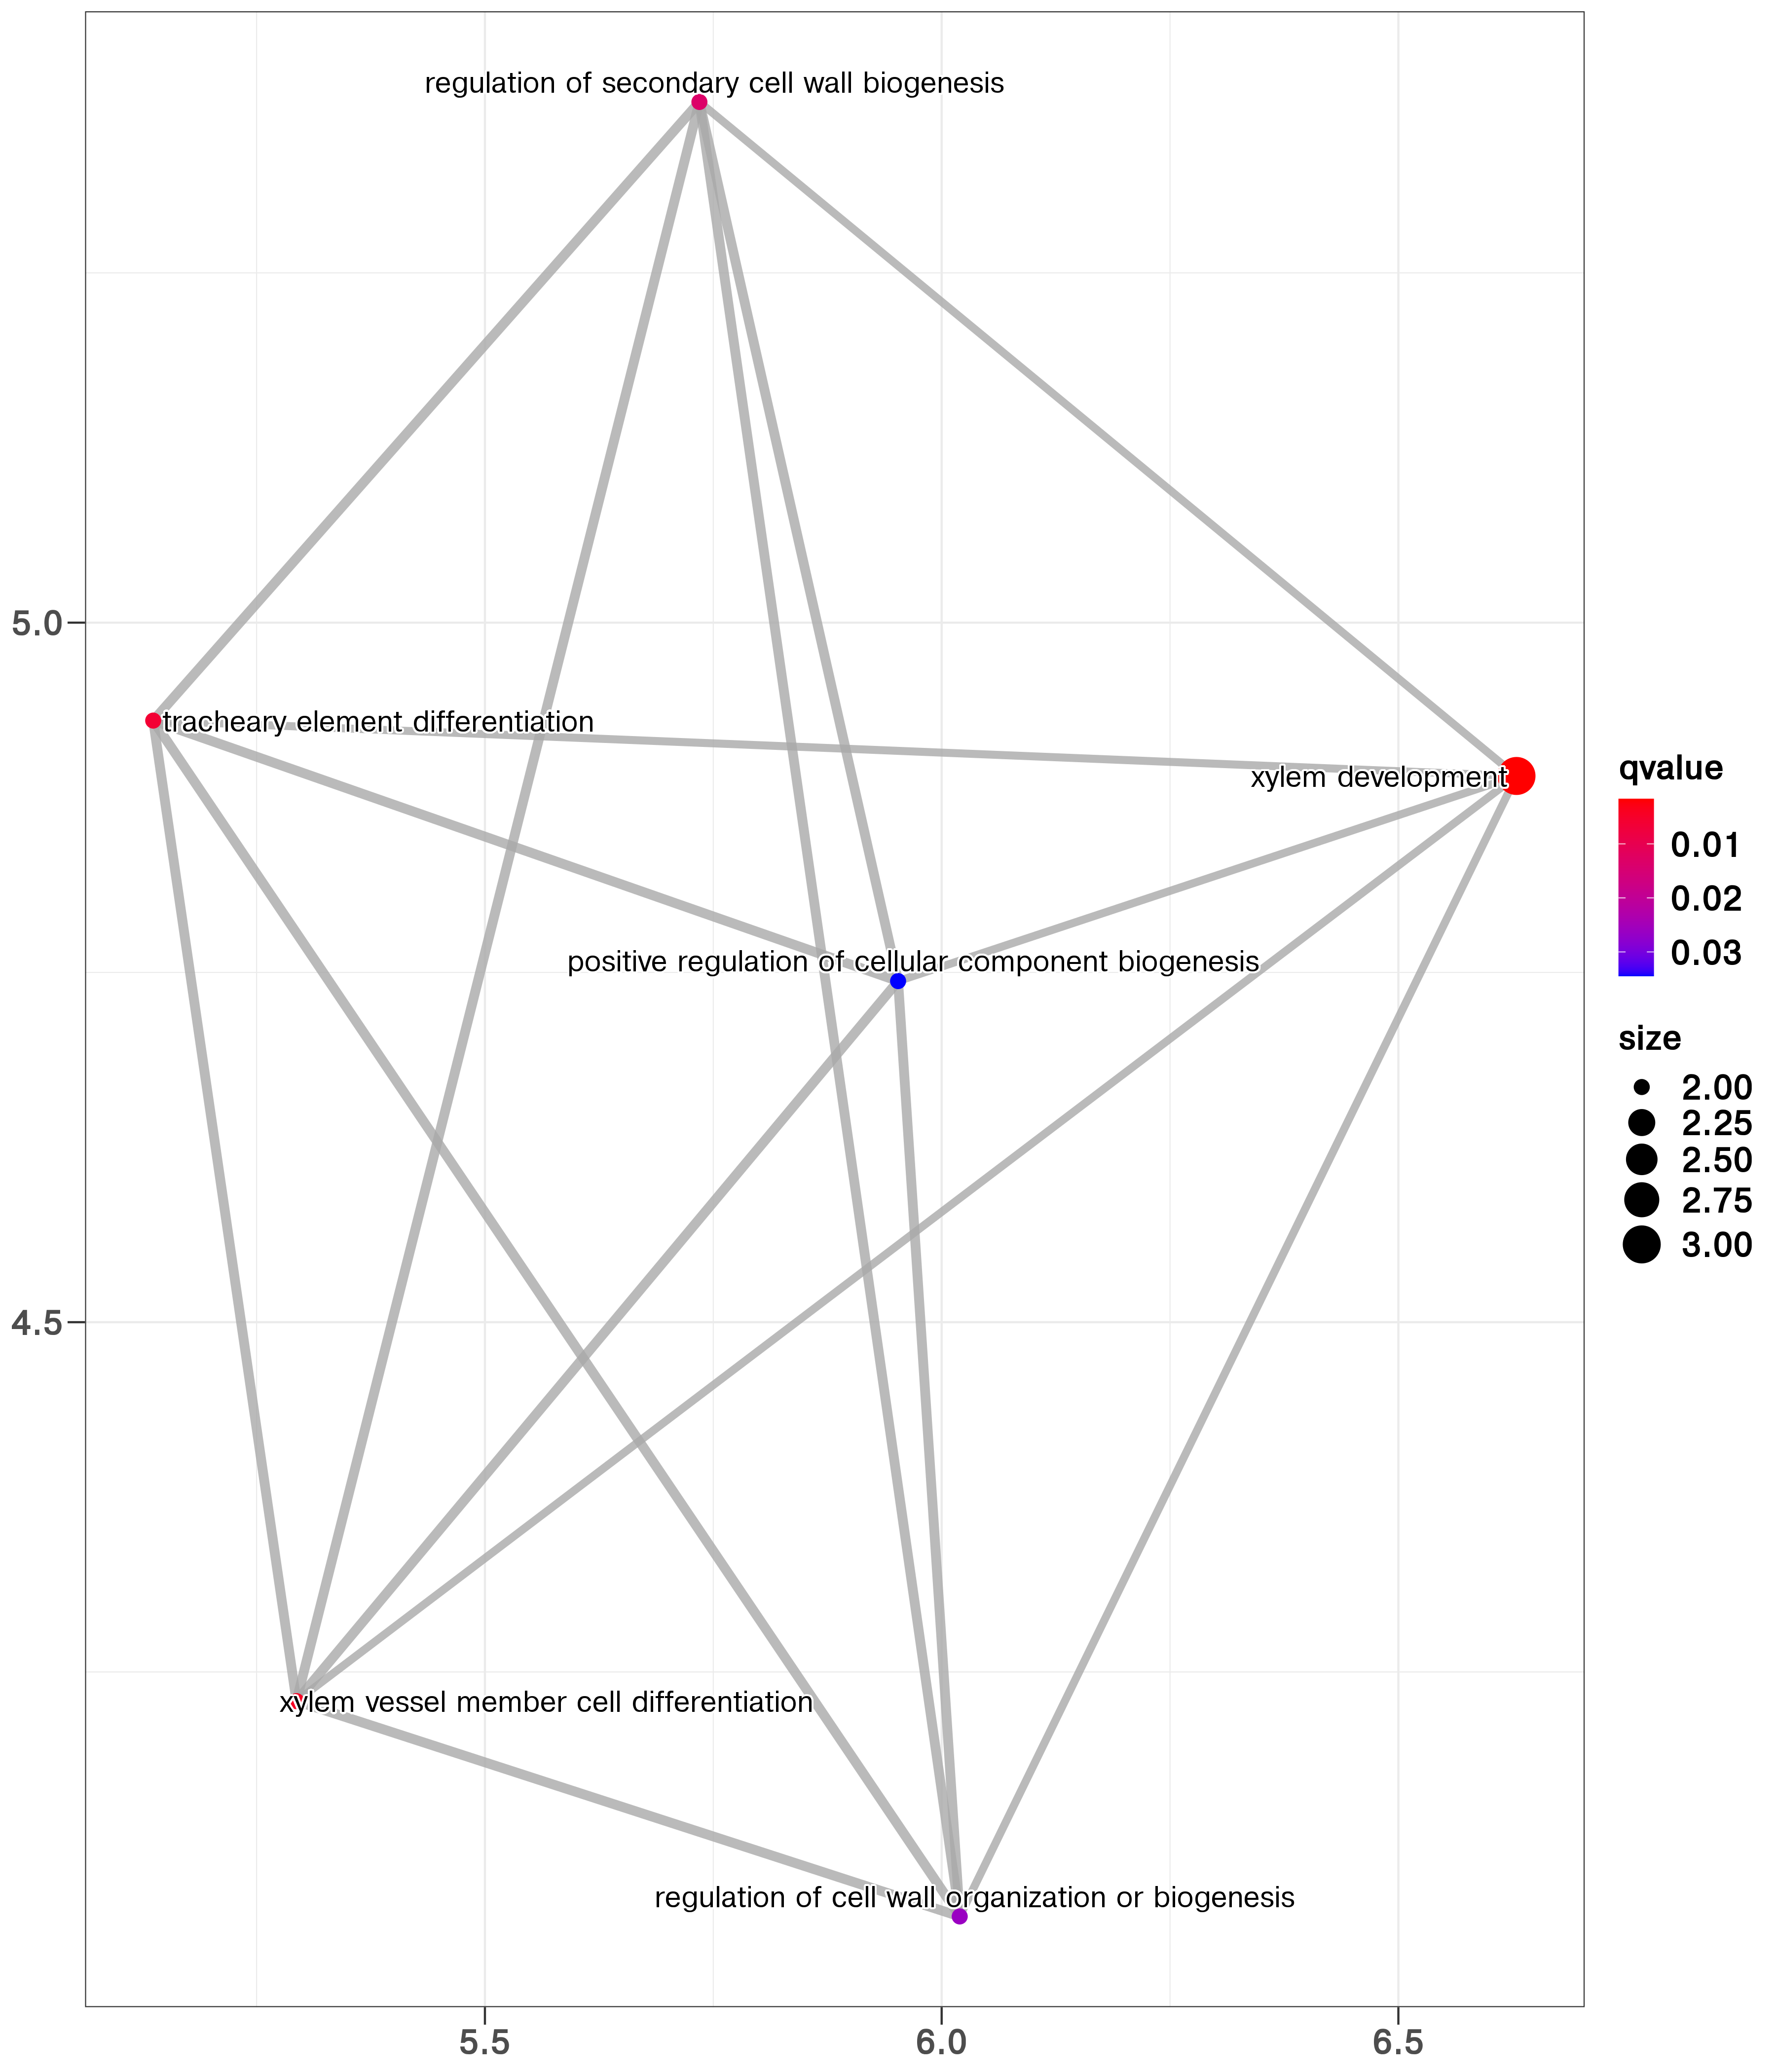 regulation of secondary cell wall biogenesis
5.0
tracheary element differentiation
xylem development
positive regulation of cellular component biogenesis
4.5
xylem vessel member cell differentiation
regulation of cell wall organization or biogenesis
5.5
6.0
6.5
qvalue
0.01
0.02
0.03
size
2.00
2.25
2.50
2.75
3.00